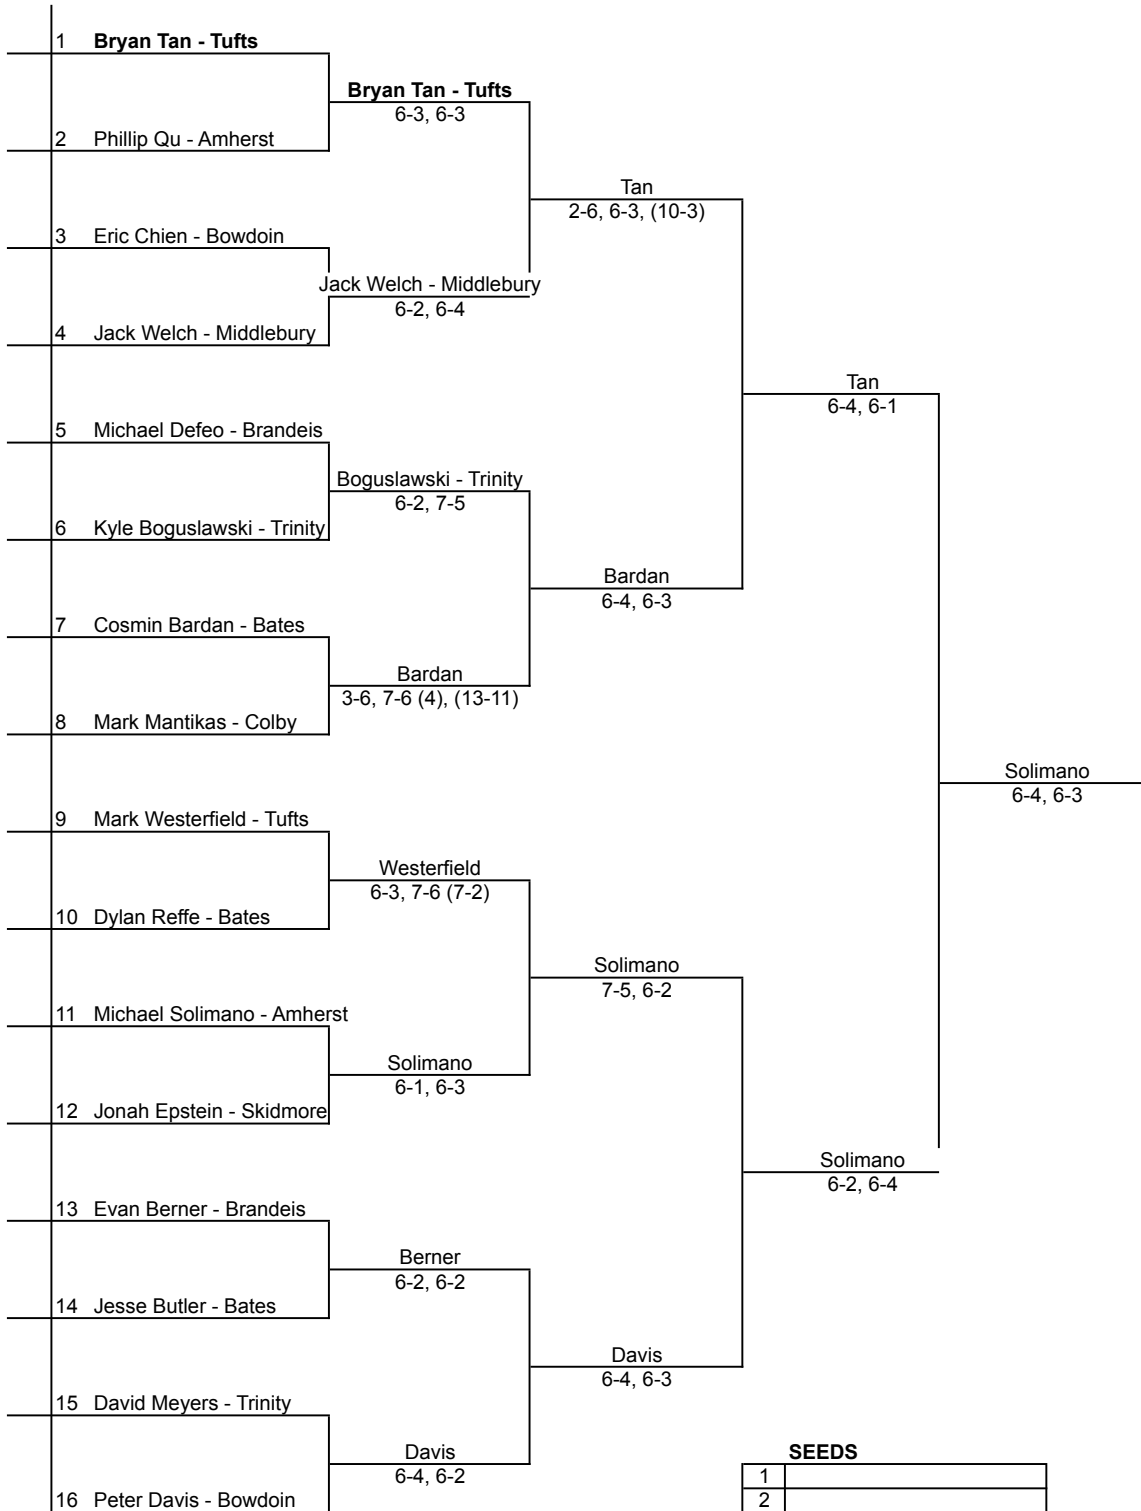 1 Bryan Tan - Tufts
Bryan Tan - Tufts
6-3, 6-3
2 Phillip Qu - Amherst
Tan
2-6, 6-3, (10-3)
3 Eric Chien - Bowdoin
Jack Welch - Middlebury
6-2, 6-4
4 Jack Welch - Middlebury
Tan
6-4, 6-1
5 Michael Defeo - Brandeis
Boguslawski - Trinity
6-2, 7-5
6 Kyle Boguslawski - Trinity
Bardan
6-4, 6-3
7 Cosmin Bardan - Bates
Bardan
3-6, 7-6 (4), (13-11)
8 Mark Mantikas - Colby
Solimano
6-4, 6-3
9 Mark Westerfield - Tufts
Westerfield
6-3, 7-6 (7-2)
10 Dylan Reffe - Bates
Solimano
7-5, 6-2
11 Michael Solimano - Amherst
Solimano
6-1, 6-3
12 Jonah Epstein - Skidmore
Solimano
6-2, 6-4
13 Evan Berner - Brandeis
Berner
6-2, 6-2
14 Jesse Butler - Bates
Davis
6-4, 6-3
15 David Meyers - Trinity
Davis
6-4, 6-2
SEEDS
1
16 Peter Davis - Bowdoin
2